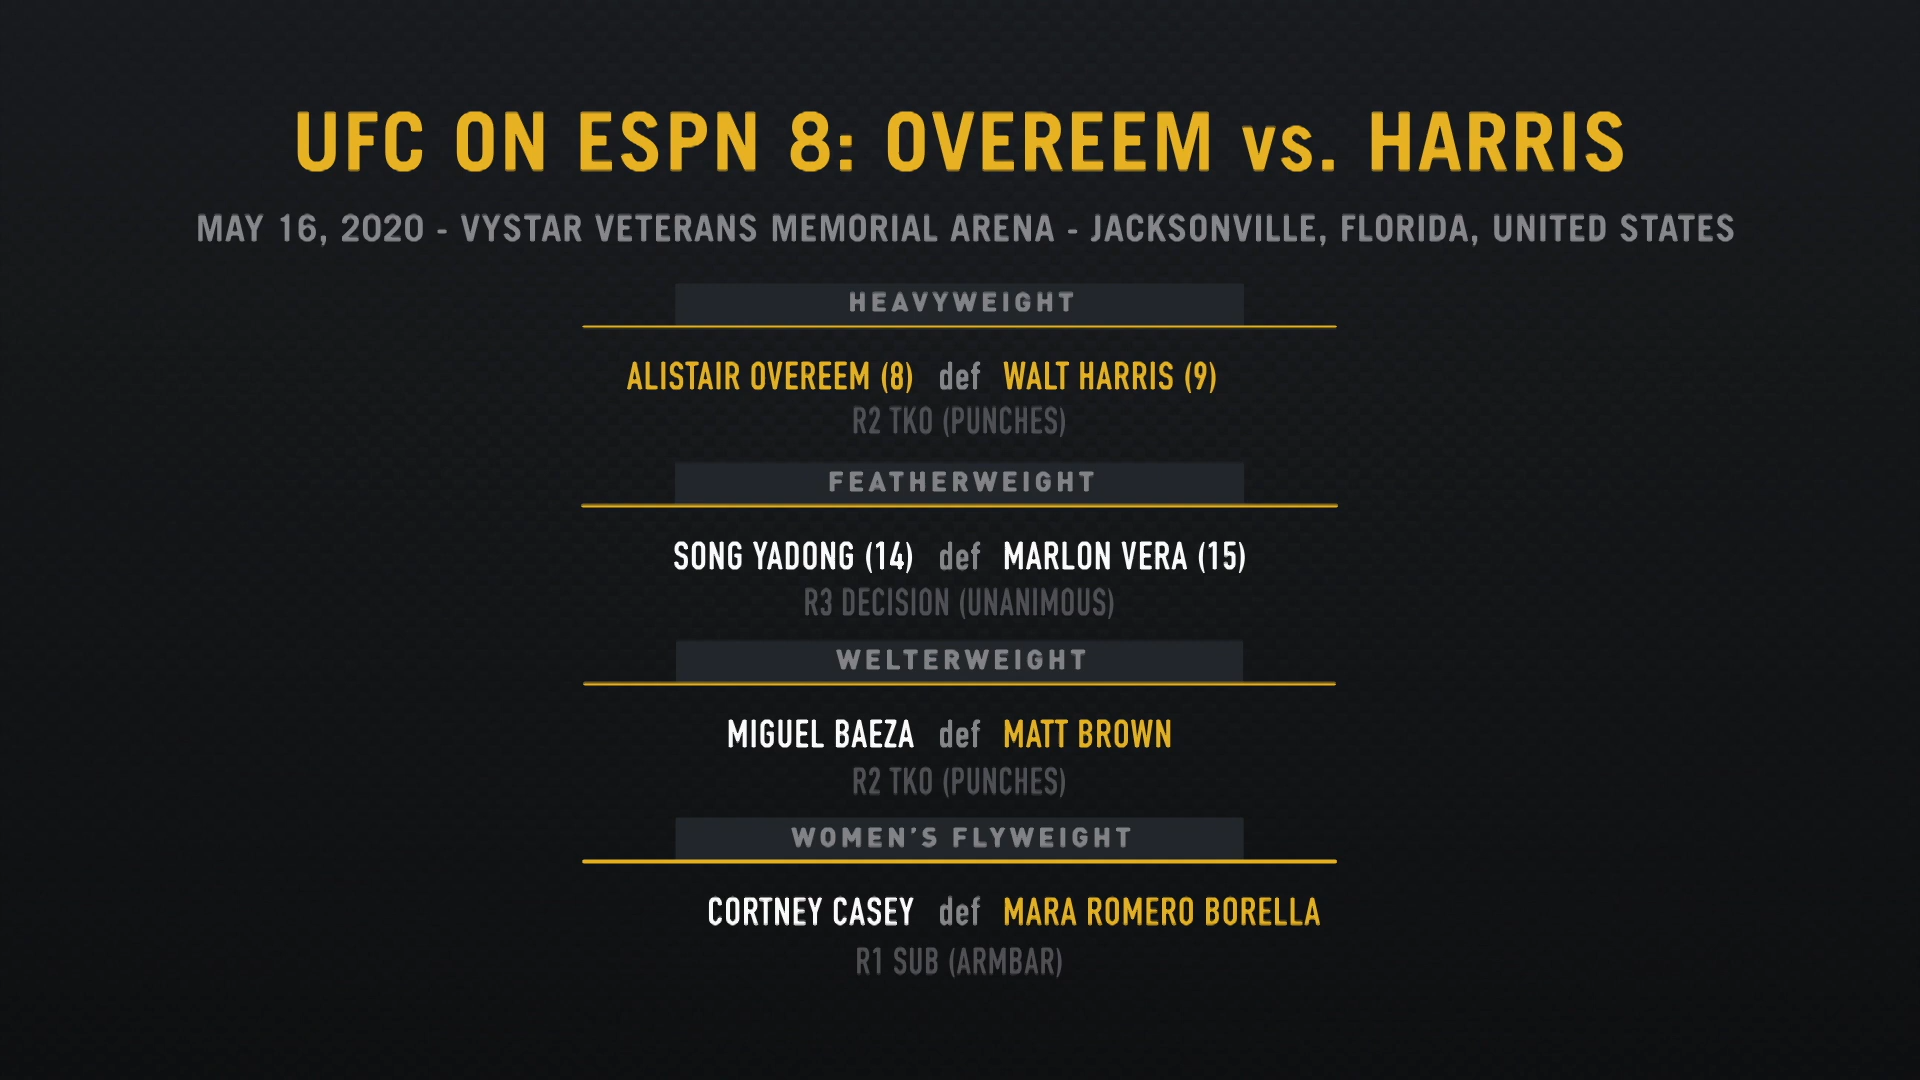 UFC ON ESPN 8: OVEREEM vs. HARRIS
MAY 16, 2020 - VYSTAR VETERANS MEMORIAL ARENA - JACKSONVILLE, FLORIDA, UNITED STATES
HEAVYWEIGHT
ALISTAIR OVEREEM (8) def WALT HARRIS (9)
R2 TKO (PUNCHES)
FEATHERWEIGHT
SONG YADONG (14) def MARLON VERA (15)
R3 DECISION (UNANIMOUS)
WELTERWEIGHT
MIGUEL BAEZA def MATT BROWN
R2 TKO (PUNCHES)
WOMEN'S FLYWEIGHT
CORTNEY CASEY def MARA ROMERO BORELLA
R1 SUB (ARMBAR)